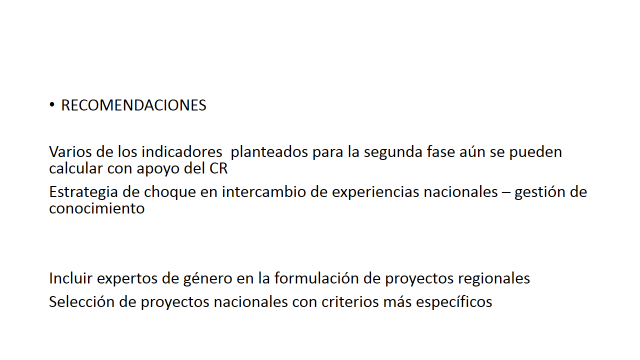 • RECOMENDACIONES
Varios de los indicadores  planteados para la segunda fase aún se pueden
calcular con apoyo del CR
Estrategia de choque en intercambio de experiencias nacionales – gestión de
conocimiento
Incluir expertos de género en la formulación de proyectos regionales
Selección de proyectos nacionales con criterios más específicos